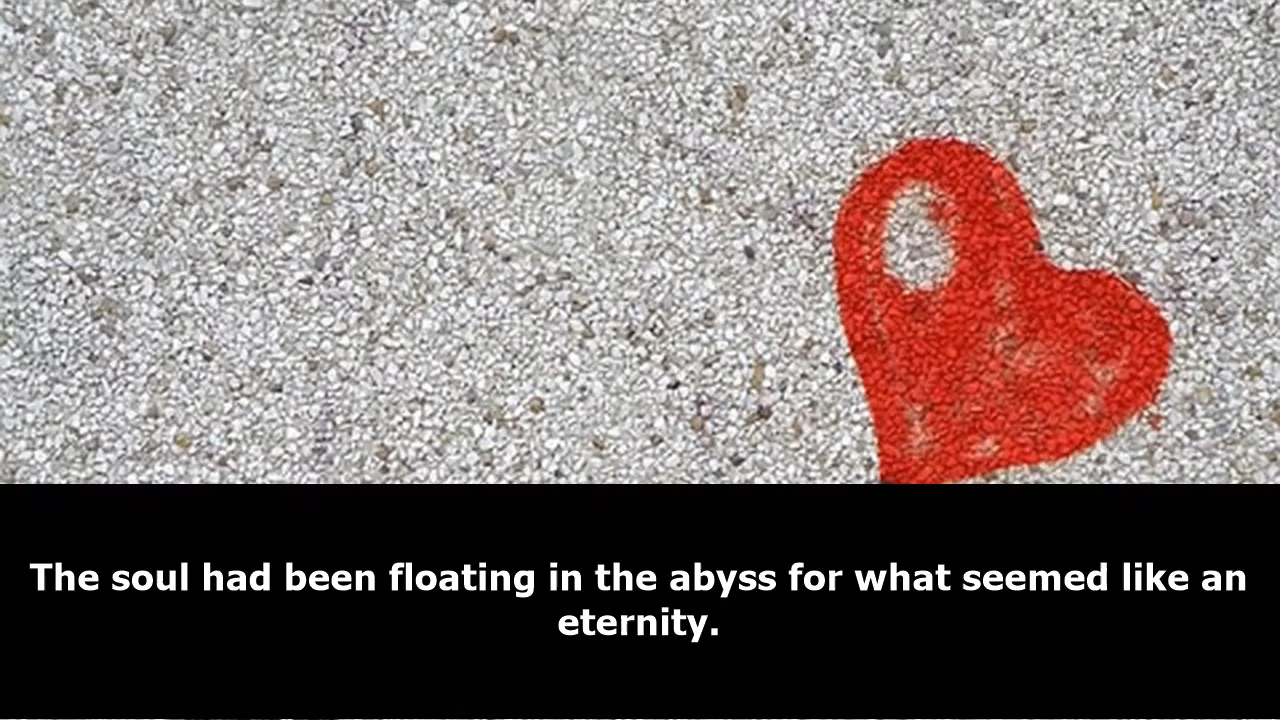 The soul had been floating in the abyss for what seemed like an
eternity.